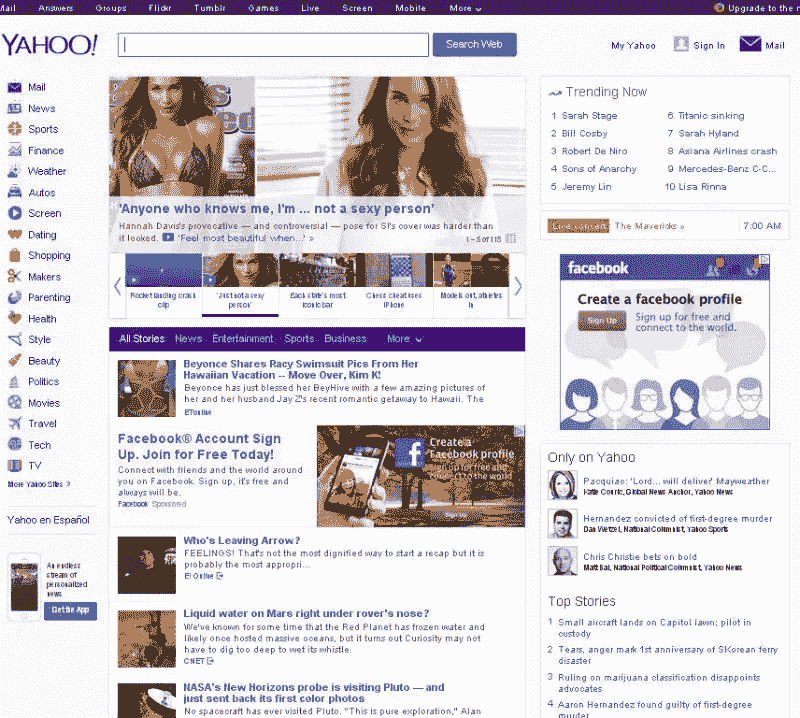 Mail Answers Groups Flickr Tumblr Games Live Screen Mobile More
Upgrade to the n
YAHOO!
Search Web
My Yahoo Sign In Mail
Mail
News
Sports
Finance
Weather
Autos
Screen
Dating
Shopping
Makers
Parenting
Health
Style
Beauty
Politics
Movies
Travel
Tech
TV
More Yahoo Sites >
Yahoo en Español
An endless
stream of
personalized
news
Get the App
'Anyone who knows me, I'm ... not a sexy person'
Hannah Davis's provocative — and controversial — pose for SI's cover was harder than
it looked. 'Feel most beautiful when...' »
1 - 5 of 115
Rocket landing crash
clip
'Just not a sexy
person'
Back state's most
iconic bar
Chess cheat uses
iPhone
Models out, athletes
in
All Stories News Entertainment Sports Business More
Beyonce Shares Racy Swimsuit Pics From Her
Hawaiian Vacation -- Move Over, Kim K!
Beyonce has just blessed her BeyHive with a few amazing pictures of
her and her husband Jay Z's recent romantic getaway to Hawaii. The
ETonline
Facebook® Account Sign
Up. Join for Free Today!
Connect with friends and the world around
you on Facebook. Sign up, it's free and
always will be.
Facebook Sponsored
Create a
Facebook profile
Sign up for free and
connect to the world.
Sign Up
Who's Leaving Arrow?
FEELINGS! That's not the most dignified way to start a recap but it is
probably the most appropri...
E! Online
Liquid water on Mars right under rover's nose?
We've known for some time that the Red Planet has frozen water and
likely once hosted massive oceans, but it turns out Curiosity may not
have to dig too deep to wet its whistle.
CNET
NASA's New Horizons probe is visiting Pluto — and
just sent back its first color photos
No spacecraft has ever visited Pluto. "This is pure exploration," Alan
Trending Now
1 Sarah Stage
2 Bill Cosby
3 Robert De Niro
4 Sons of Anarchy
5 Jeremy Lin
6 Titanic sinking
7 Sarah Hyland
8 Asiana Airlines crash
9 Mercedes-Benz C-C...
10 Lisa Rinna
Live concert The Mavericks » 7:00 AM
facebook
Create a facebook profile
Sign Up
Sign up for free and
connect to the world.
Only on Yahoo
Pacquiao: 'Lord... will deliver' Mayweather
Katie Couric, Global News Anchor, Yahoo News
Hernandez convicted of first-degree murder
Dan Wetzel, National Columnist, Yahoo Sports
Chris Christie bets on bold
Matt Bai, National Political Columnist, Yahoo News
Top Stories
1 Small aircraft lands on Capitol lawn; pilot in
custody
2 Tears, anger mark 1st anniversary of SKorean ferry
disaster
3 Ruling on marijuana classification disappoints
advocates
4 Aaron Hernandez found guilty of first-degree
murder